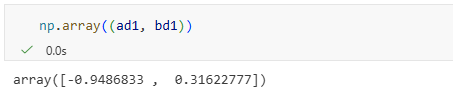 np.array((ad1, bd1))
0.0s
array([-0.9486833 ,  0.31622777])